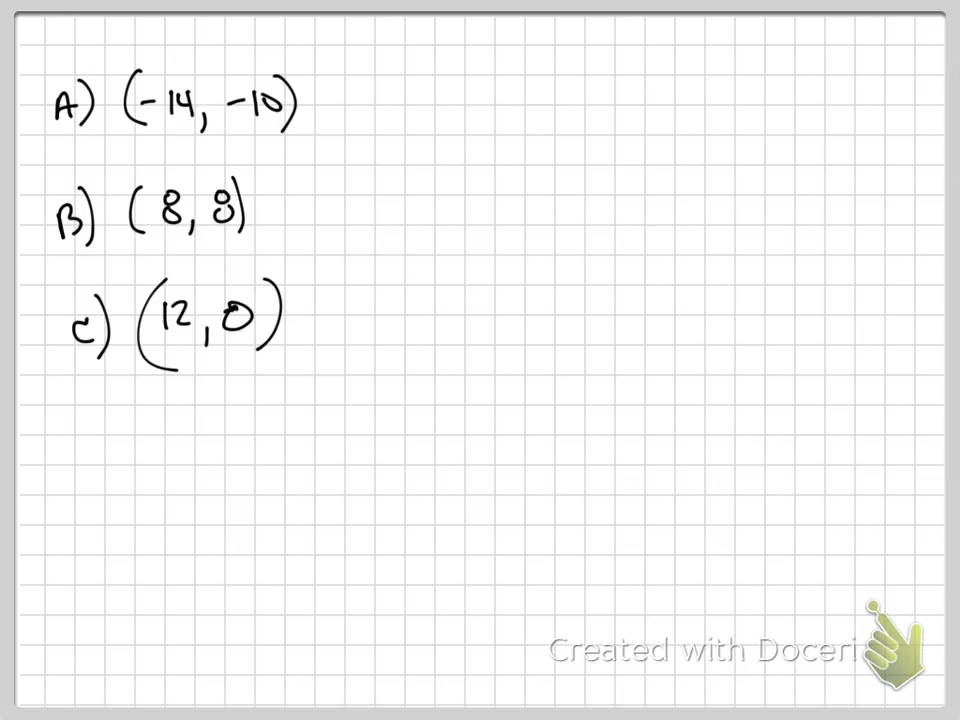 A) (-14, -10)
B) (8, 8)
C) (12, 0)
Created with Doceri